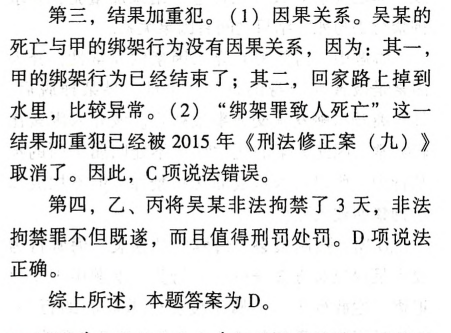 第三，结果加重犯。（1）因果关系。吴某的
死亡与甲的绑架行为没有因果关系，因为：其一，
甲的绑架行为已经结束了；其二，回家路上掉到
水里，比较异常。（2）“绑架罪致人死亡”这一
结果加重犯已经被 2015 年《刑法修正案（九）》
取消了。因此，C 项说法错误。
第四，乙、丙将吴某非法拘禁了 3 天，非法
拘禁罪不但既遂，而且值得刑罚处罚。D 项说法
正确。
综上所述，本题答案为 D。